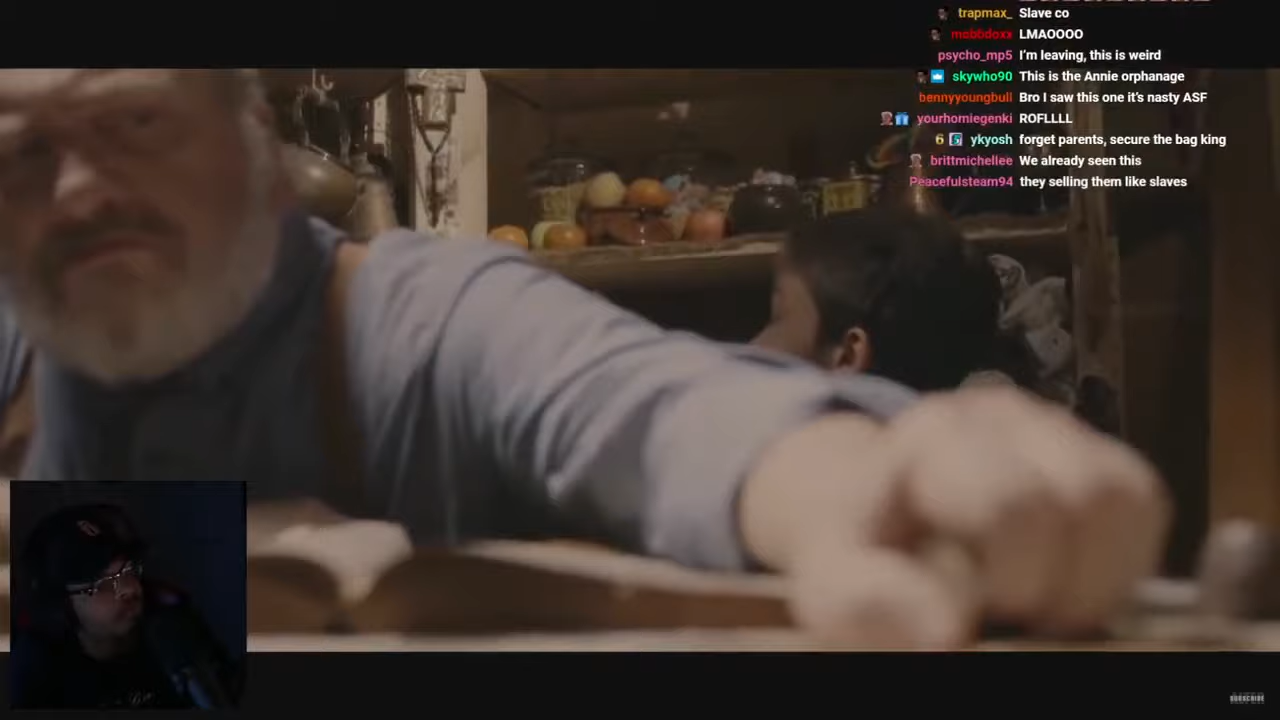 trapmax_ Slave co
mobbdoxx LMAOOOO
psycho_mp5 I'm leaving, this is weird
skywho90 This is the Annie orphanage
bennyyoungbull Bro I saw this one it's nasty ASF
yourhomiegenki ROFLLLL
6 ykyosh forget parents, secure the bag king
brittmichellee We already seen this
Peacefulsteam94 they selling them like slaves
SUBSCRIBE